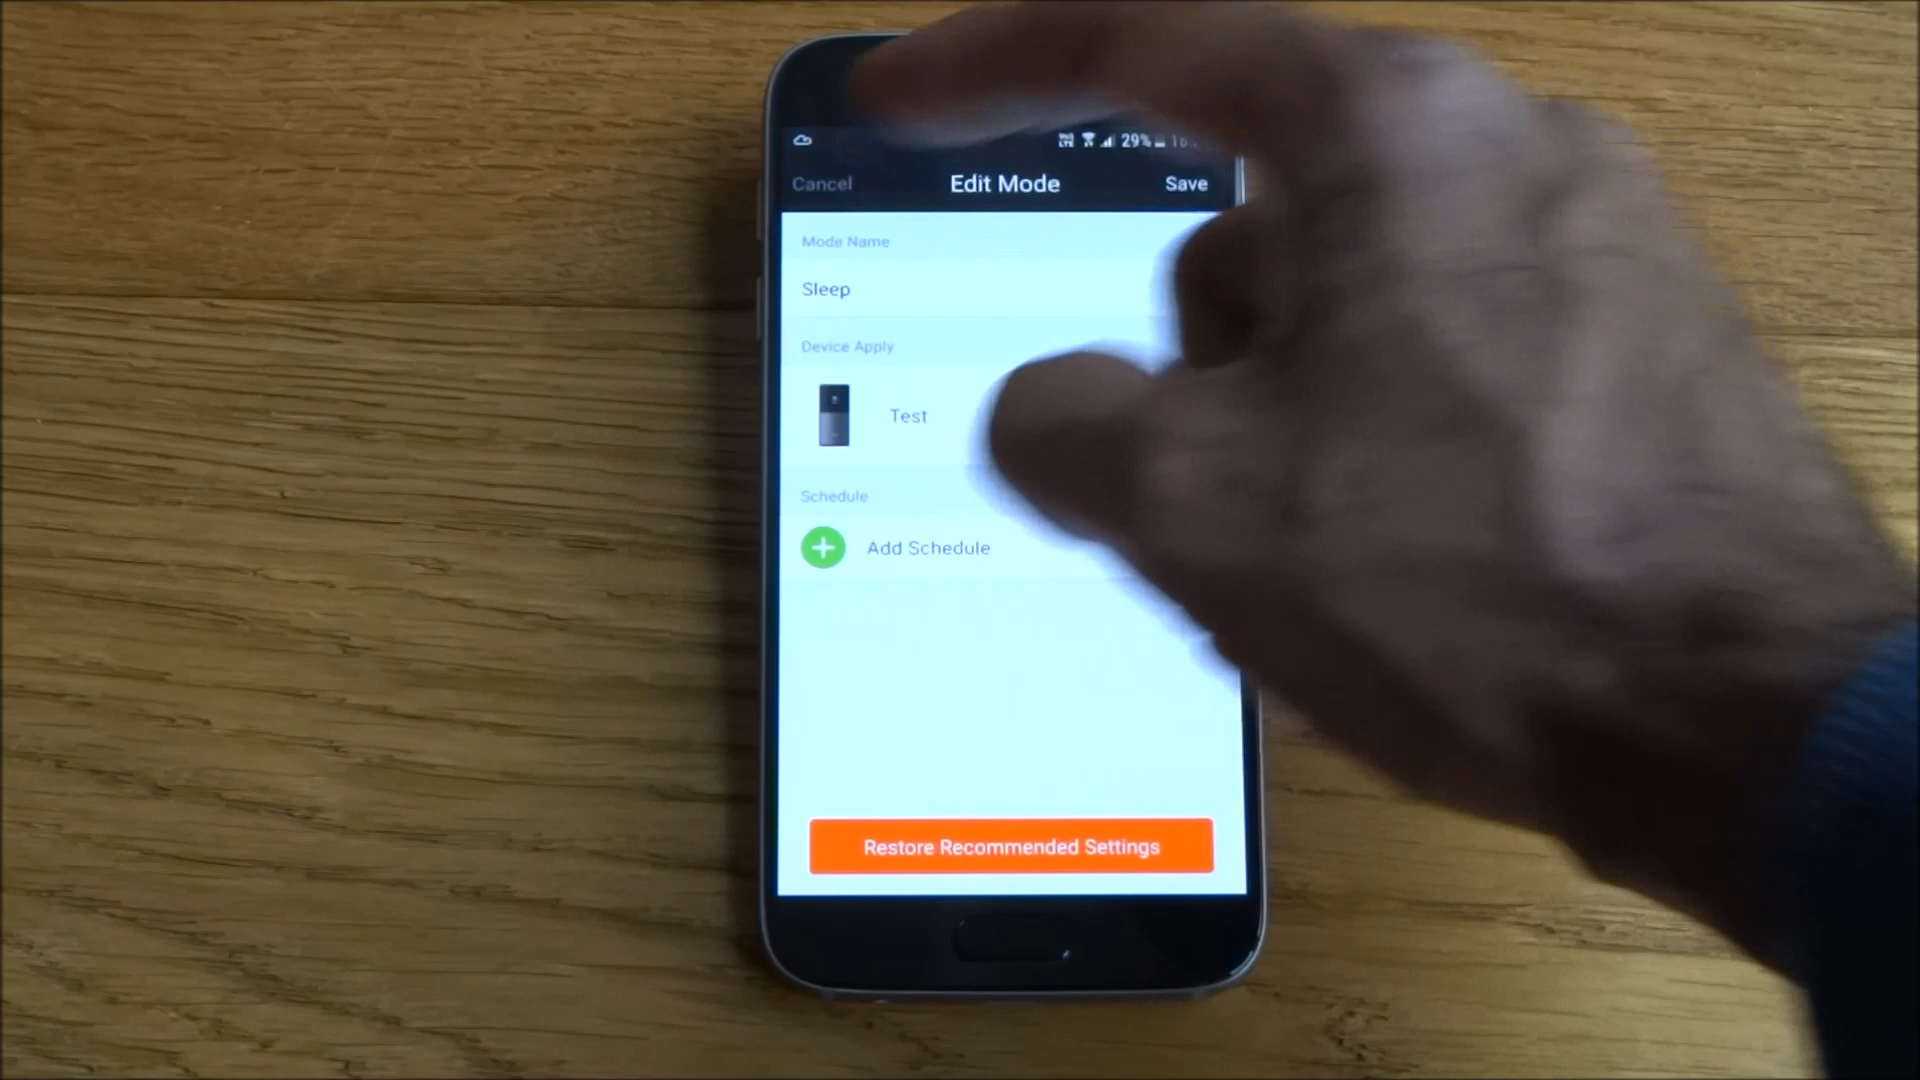 29%
Cancel Edit Mode Save
Mode Name
Sleep
Device Apply
Test
Schedule
Add Schedule
Restore Recommended Settings